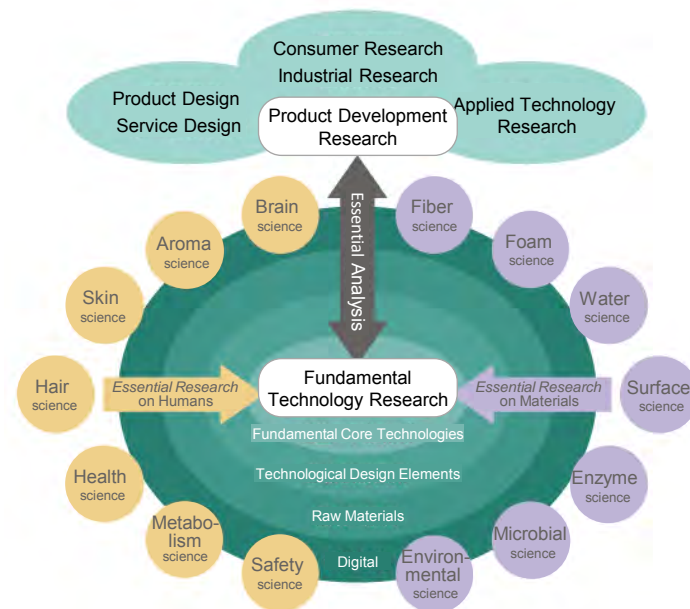 Consumer Research
Industrial Research
Product Design
Service Design
Product Development
Research
Applied Technology
Research
Essential Analysis
Brain
science
Fiber
science
Aroma
science
Foam
science
Skin
science
Water
science
Hair
science
Essential Research
on Humans
Fundamental
Technology Research
Essential Research
on Materials
Surface
science
Fundamental Core Technologies
Health
science
Technological Design Elements
Enzyme
science
Metabo-
lism
science
Raw Materials
Microbial
science
Safety
science
Digital
Environ-
mental
science